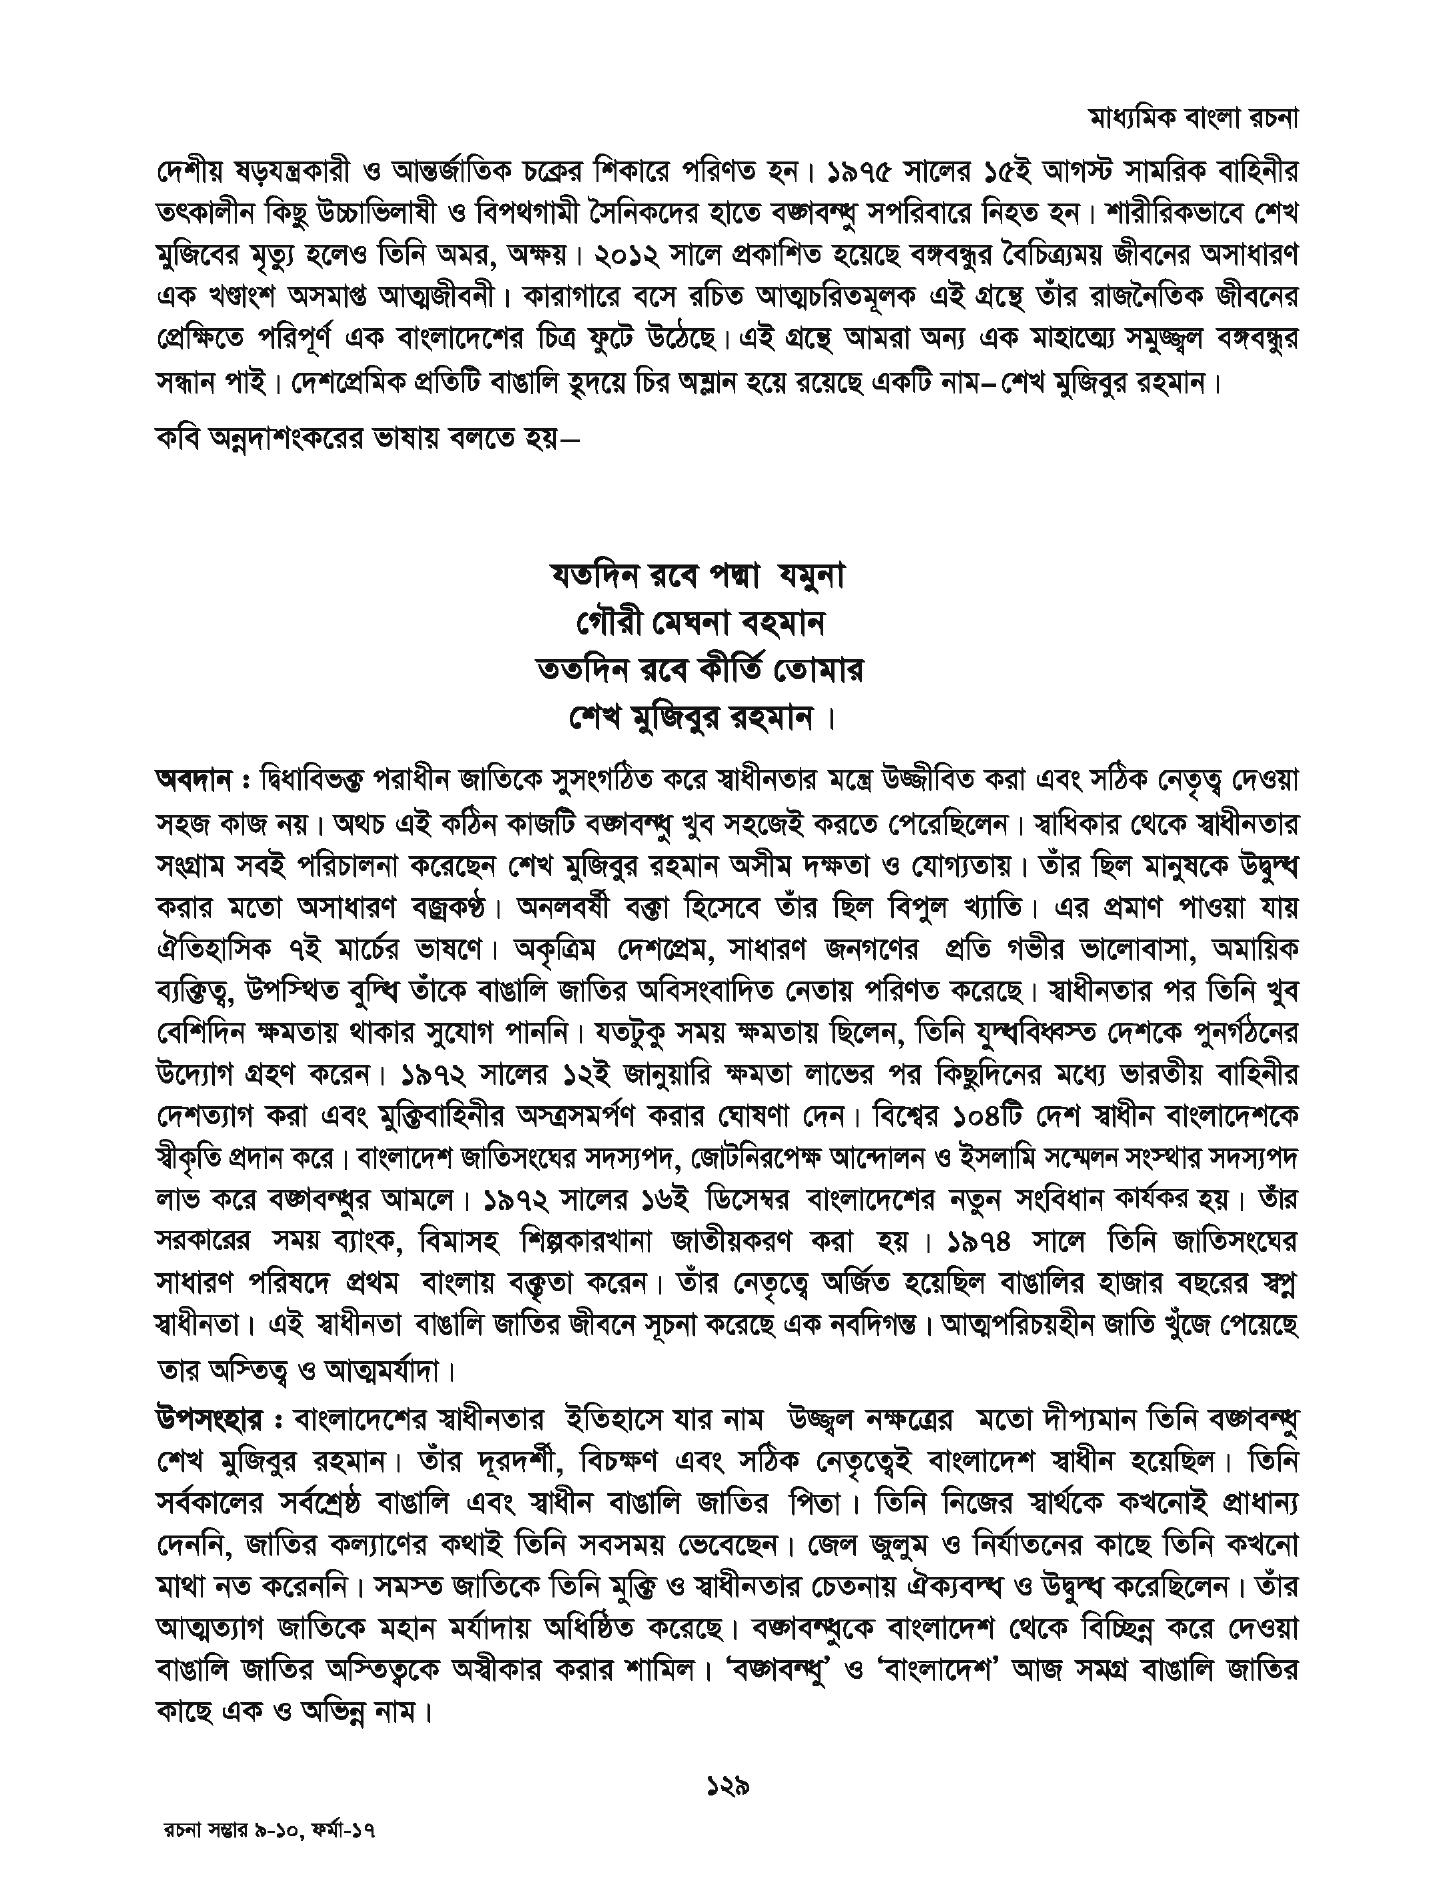 মাধ্যমিক বাংলা রচনা
দেশীয় ষড়যন্ত্রকারী ও আন্তর্জাতিক চক্রের শিকারে পরিণত হন। ১৯৭৫ সালের ১৫ই আগস্ট সামরিক বাহিনীর
তৎকালীন কিছু উচ্চাভিলাষী ও বিপথগামী সৈনিকদের হাতে বঙ্গবন্ধু সপরিবারে নিহত হন। শারীরিকভাবে শেখ
মুজিবের মৃত্যু হলেও তিনি অমর, অক্ষয়। ২০১২ সালে প্রকাশিত হয়েছে বঙ্গবন্ধুর বৈচিত্র্যময় জীবনের অসাধারণ
এক খণ্ডাংশ অসমাপ্ত আত্মজীবনী। কারাগারে বসে রচিত আত্মচরিতমূলক এই গ্রন্থে তাঁর রাজনৈতিক জীবনের
প্রেক্ষিতে পরিপূর্ণ এক বাংলাদেশের চিত্র ফুটে উঠেছে। এই গ্রন্থে আমরা অন্য এক মাহাত্ম্যে সমুজ্জ্বল বঙ্গবন্ধুর
সন্ধান পাই। দেশপ্রেমিক প্রতিটি বাঙালি হৃদয়ে চির অম্লান হয়ে রয়েছে একটি নাম–শেখ মুজিবুর রহমান।
কবি অন্নদাশংকরের ভাষায় বলতে হয়–
যতদিন রবে পদ্মা যমুনা
গৌরী মেঘনা বহমান
ততদিন রবে কীর্তি তোমার
শেখ মুজিবুর রহমান।
অবদান : দ্বিধাবিভক্ত পরাধীন জাতিকে সুসংগঠিত করে স্বাধীনতার মন্ত্রে উজ্জীবিত করা এবং সঠিক নেতৃত্ব দেওয়া
সহজ কাজ নয়। অথচ এই কঠিন কাজটি বঙ্গবন্ধু খুব সহজেই করতে পেরেছিলেন। স্বাধিকার থেকে স্বাধীনতার
সংগ্রাম সবই পরিচালনা করেছেন শেখ মুজিবুর রহমান অসীম দক্ষতা ও যোগ্যতায়। তাঁর ছিল মানুষকে উদ্বুদ্ধ
করার মতো অসাধারণ বজ্রকণ্ঠ। অনলবর্ষী বক্তা হিসেবে তাঁর ছিল বিপুল খ্যাতি। এর প্রমাণ পাওয়া যায়
ঐতিহাসিক ৭ই মার্চের ভাষণে। অকৃত্রিম দেশপ্রেম, সাধারণ জনগণের প্রতি গভীর ভালোবাসা, অমায়িক
ব্যক্তিত্ব, উপস্থিত বুদ্ধি তাঁকে বাঙালি জাতির অবিসংবাদিত নেতায় পরিণত করেছে। স্বাধীনতার পর তিনি খুব
বেশিদিন ক্ষমতায় থাকার সুযোগ পাননি। যতটুকু সময় ক্ষমতায় ছিলেন, তিনি যুদ্ধবিধ্বস্ত দেশকে পুনর্গঠনের
উদ্যোগ গ্রহণ করেন। ১৯৭২ সালের ১২ই জানুয়ারি ক্ষমতা লাভের পর কিছুদিনের মধ্যে ভারতীয় বাহিনীর
দেশত্যাগ করা এবং মুক্তিবাহিনীর অস্ত্রসমর্পণ করার ঘোষণা দেন। বিশ্বের ১০৪টি দেশ স্বাধীন বাংলাদেশকে
স্বীকৃতি প্রদান করে। বাংলাদেশ জাতিসংঘের সদস্যপদ, জোটনিরপেক্ষ আন্দোলন ও ইসলামি সম্মেলন সংস্থার সদস্যপদ
লাভ করে বঙ্গবন্ধুর আমলে। ১৯৭২ সালের ১৬ই ডিসেম্বর বাংলাদেশের নতুন সংবিধান কার্যকর হয়। তাঁর
সরকারের সময় ব্যাংক, বিমাসহ শিল্পকারখানা জাতীয়করণ করা হয় । ১৯৭৪ সালে তিনি জাতিসংঘের
সাধারণ পরিষদে প্রথম বাংলায় বক্তৃতা করেন। তাঁর নেতৃত্বে অর্জিত হয়েছিল বাঙালির হাজার বছরের স্বপ্ন
স্বাধীনতা। এই স্বাধীনতা বাঙালি জাতির জীবনে সূচনা করেছে এক নবদিগন্ত। আত্মপরিচয়হীন জাতি খুঁজে পেয়েছে
তার অস্তিত্ব ও আত্মমর্যাদা।
উপসংহার : বাংলাদেশের স্বাধীনতার ইতিহাসে যার নাম উজ্জ্বল নক্ষত্রের মতো দীপ্যমান তিনি বঙ্গবন্ধু
শেখ মুজিবুর রহমান। তাঁর দূরদর্শী, বিচক্ষণ এবং সঠিক নেতৃত্বেই বাংলাদেশ স্বাধীন হয়েছিল। তিনি
সর্বকালের সর্বশ্রেষ্ঠ বাঙালি এবং স্বাধীন বাঙালি জাতির পিতা। তিনি নিজের স্বার্থকে কখনোই প্রাধান্য
দেননি, জাতির কল্যাণের কথাই তিনি সবসময় ভেবেছেন। জেল জুলুম ও নির্যাতনের কাছে তিনি কখনো
মাথা নত করেননি। সমস্ত জাতিকে তিনি মুক্তি ও স্বাধীনতার চেতনায় ঐক্যবদ্ধ ও উদ্বুদ্ধ করেছিলেন। তাঁর
আত্মত্যাগ জাতিকে মহান মর্যাদায় অধিষ্ঠিত করেছে। বঙ্গবন্ধুকে বাংলাদেশ থেকে বিচ্ছিন্ন করে দেওয়া
বাঙালি জাতির অস্তিত্বকে অস্বীকার করার শামিল। ‘বঙ্গবন্ধু’ ও ‘বাংলাদেশ’ আজ সমগ্র বাঙালি জাতির
কাছে এক ও অভিন্ন নাম।
১২৯
রচনা সম্ভার ৯-১০, ফর্মা-১৭